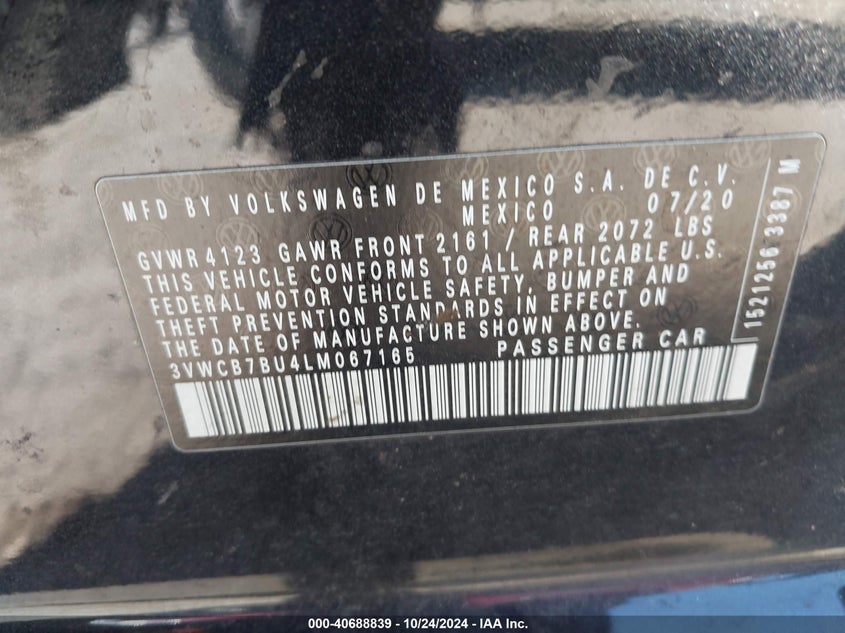 MFD BY VOLKSWAGEN DE MEXICO S.A. DE C.V.
MEXICO 07/20
GVWR 4123 GAWR FRONT 2161 / REAR 2072 LBS
THIS VEHICLE CONFORMS TO ALL APPLICABLE U.S.
FEDERAL MOTOR VEHICLE SAFETY, BUMPER AND
THEFT PREVENTION STANDARDS IN EFFECT ON
THE DATE OF MANUFACTURE SHOWN ABOVE.
3VWCB7BU4LM067165 PASSENGER CAR
1521256 3387 M
000-40688839 - 10/24/2024 - IAA Inc.